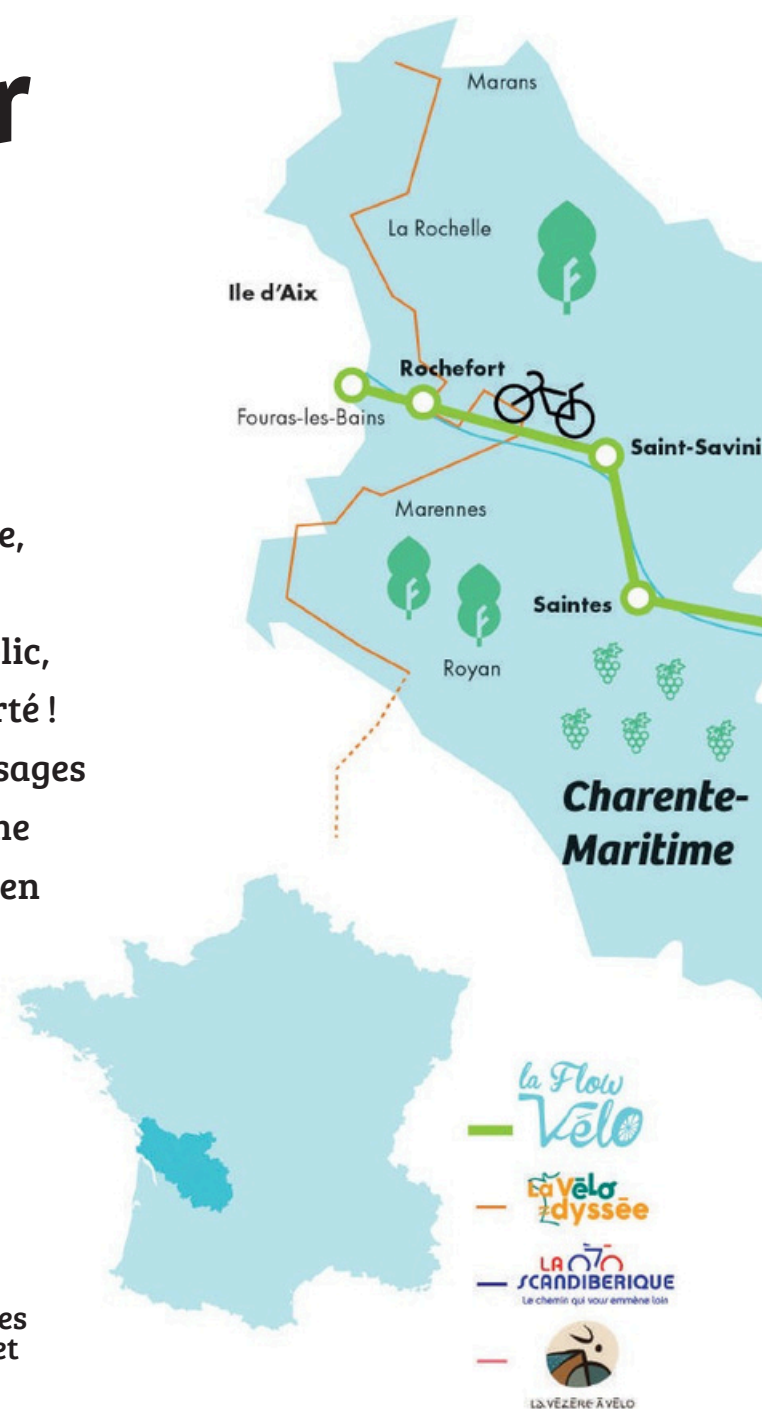 r
Marans
La Rochelle
Ile d'Aix
Rochefort
Fouras-les-Bains
Saint-Savini
e,
Marennes
Saintes
lic,
Royan
rté !
sages
Charente-
ne
Maritime
en
la Flow
Vélo
La Vélo
dyssée
LA
SCANDIBERIQUE
Le chemin qui vous emmène loin
es
et
LA VÉZÈRE À VÉLO